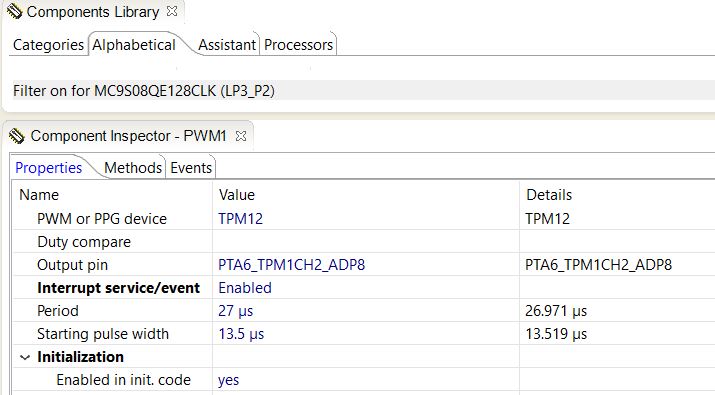 Components Library
Categories Alphabetical Assistant Processors
Filter on for MC9S08QE128CLK (LP3_P2)
Component Inspector - PWM1
Properties Methods Events
Name Value Details
PWM or PPG device TPM12 TPM12
Duty compare
Output pin PTA6_TPM1CH2_ADP8 PTA6_TPM1CH2_ADP8
Interrupt service/event Enabled
Period 27 µs 26.971 µs
Starting pulse width 13.5 µs 13.519 µs
Initialization
Enabled in init. code yes